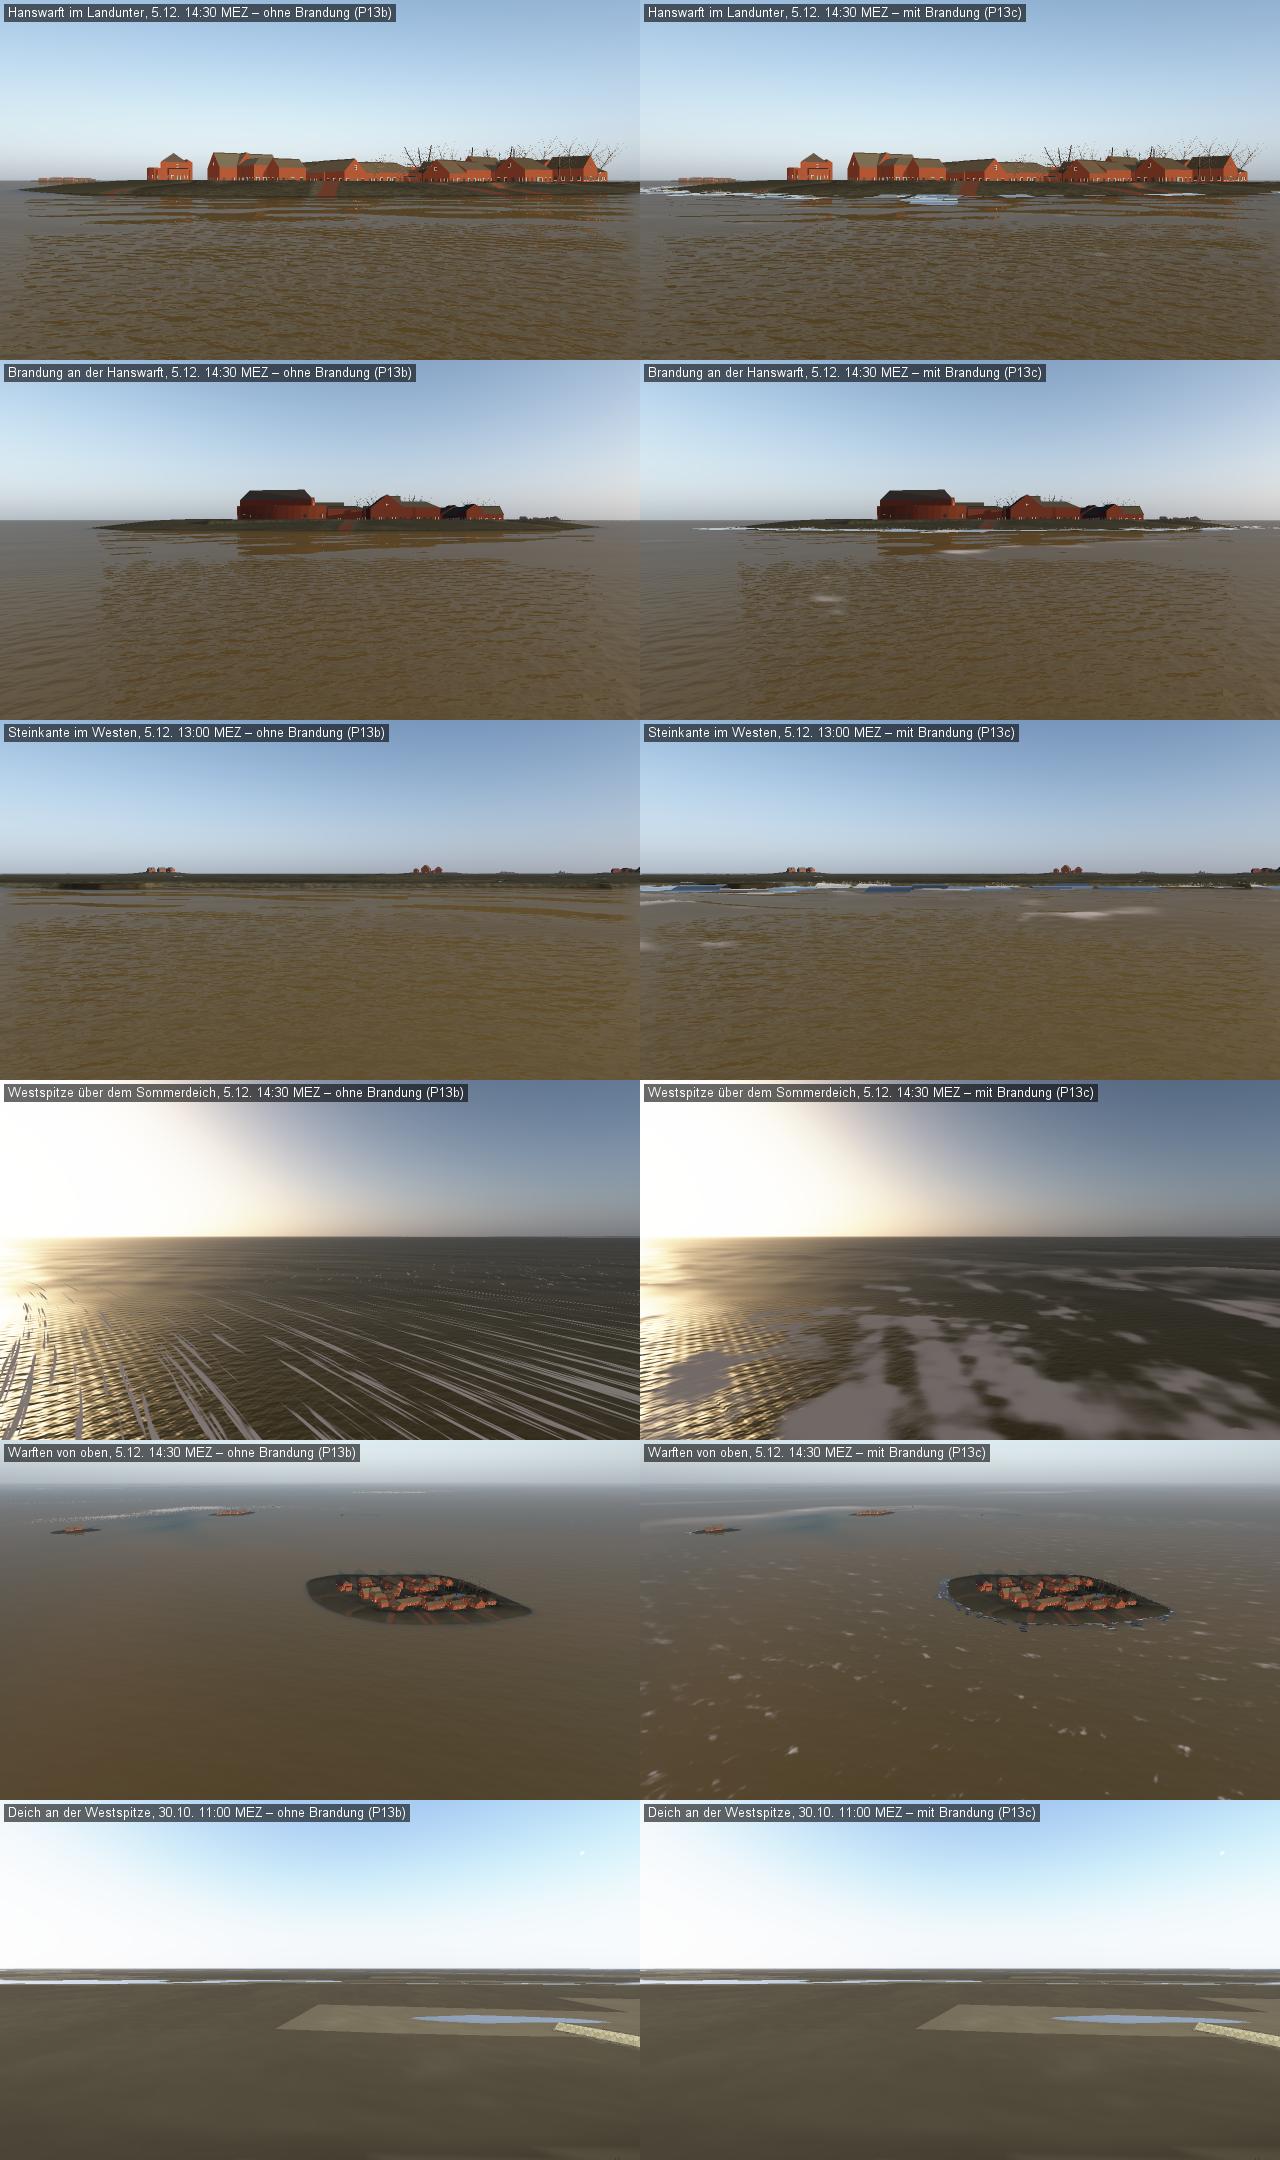 Hanswarft im Landunter, 5.12. 14:30 MEZ – ohne Brandung (P13b)
Hanswarft im Landunter, 5.12. 14:30 MEZ – mit Brandung (P13c)
Brandung an der Hanswarft, 5.12. 14:30 MEZ – ohne Brandung (P13b)
Brandung an der Hanswarft, 5.12. 14:30 MEZ – mit Brandung (P13c)
Steinkante im Westen, 5.12. 13:00 MEZ – ohne Brandung (P13b)
Steinkante im Westen, 5.12. 13:00 MEZ – mit Brandung (P13c)
Westspitze über dem Sommerdeich, 5.12. 14:30 MEZ – ohne Brandung (P13b)
Westspitze über dem Sommerdeich, 5.12. 14:30 MEZ – mit Brandung (P13c)
Warften von oben, 5.12. 14:30 MEZ – ohne Brandung (P13b)
Warften von oben, 5.12. 14:30 MEZ – mit Brandung (P13c)
Deich an der Westspitze, 30.10. 11:00 MEZ – ohne Brandung (P13b)
Deich an der Westspitze, 30.10. 11:00 MEZ – mit Brandung (P13c)